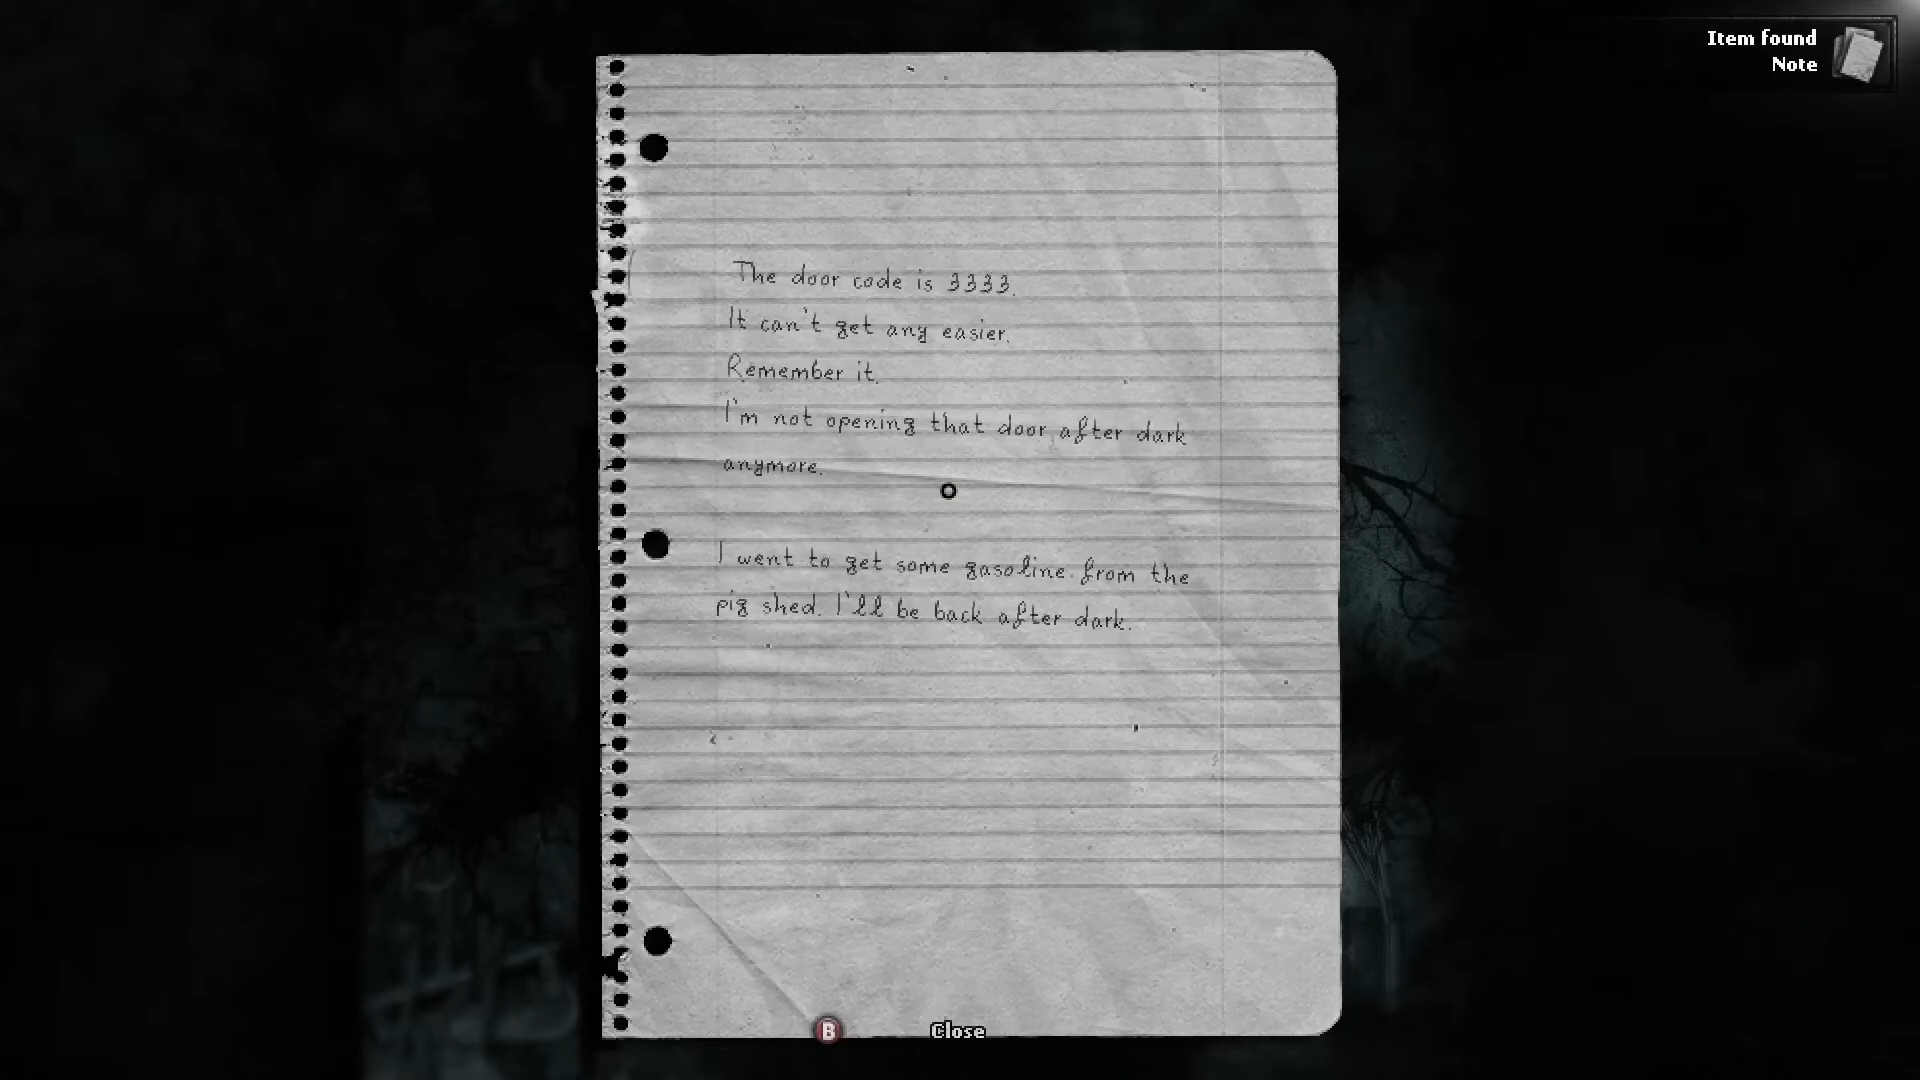 Item found
Note
The door code is 3333.
It can't get any easier.
Remember it.
I'm not opening that door after dark
anymore.
I went to get some gasoline from the
pig shed. I'll be back after dark.
B Close